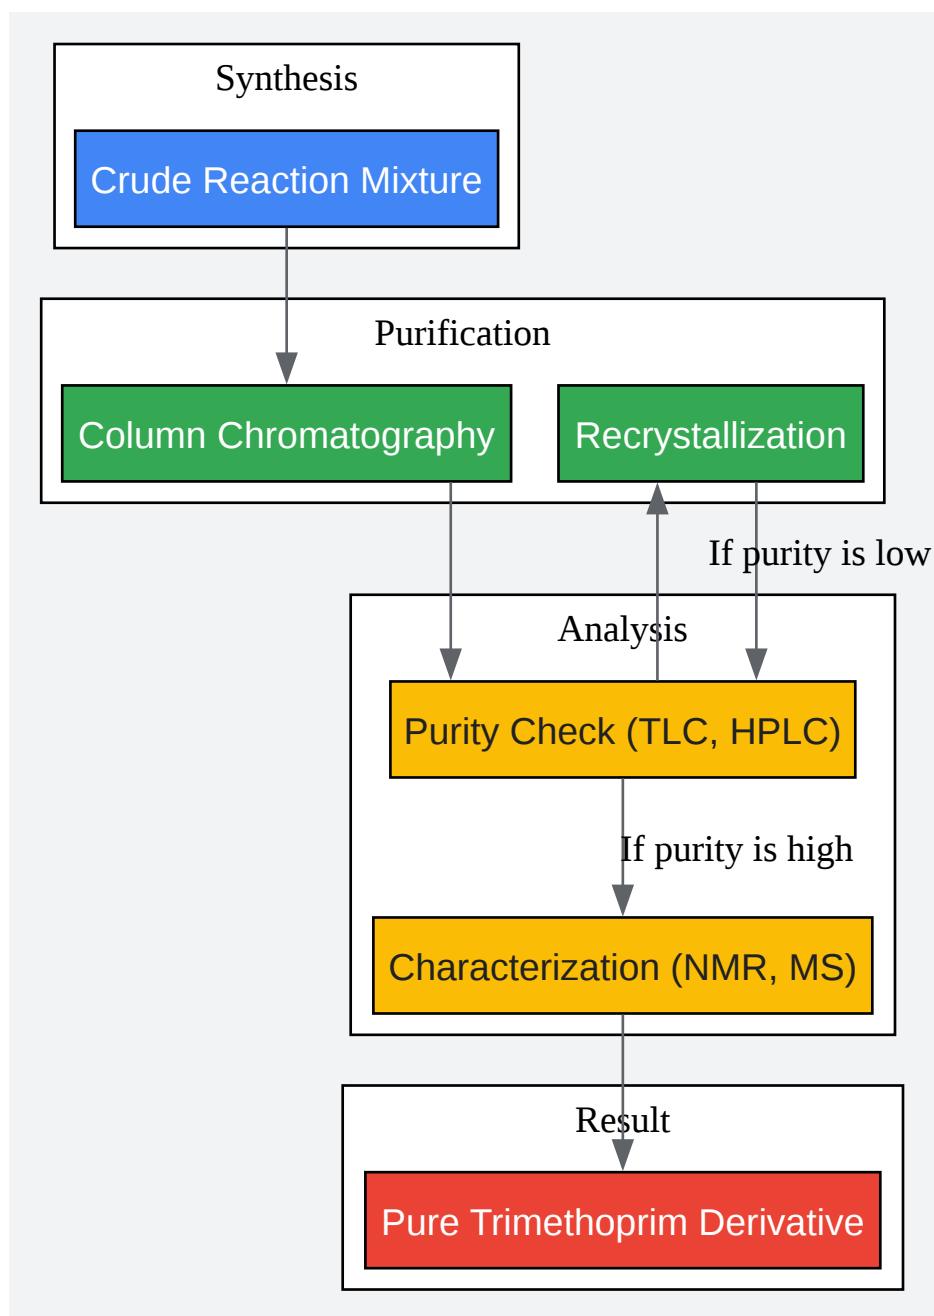 Synthesis
Crude Reaction Mixture
Purification
Column Chromatography
Recrystallization
If purity is low
Analysis
Purity Check (TLC, HPLC)
If purity is high
Characterization (NMR, MS)
Result
Pure Trimethoprim Derivative